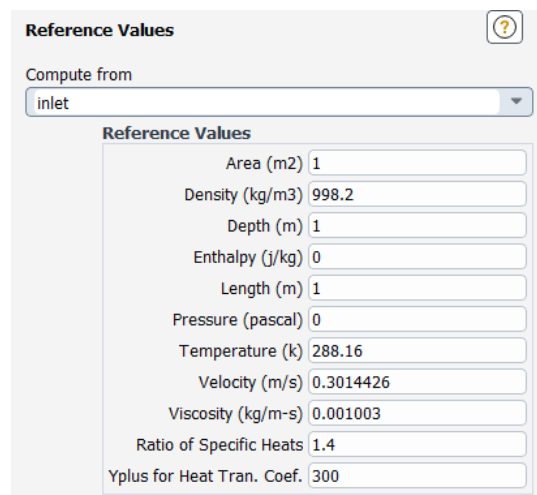 Reference Values
?
Compute from
inlet
Reference Values
Area (m2) 1
Density (kg/m3) 998.2
Depth (m) 1
Enthalpy (j/kg) 0
Length (m) 1
Pressure (pascal) 0
Temperature (k) 288.16
Velocity (m/s) 0.3014426
Viscosity (kg/m-s) 0.001003
Ratio of Specific Heats 1.4
Yplus for Heat Tran. Coef. 300